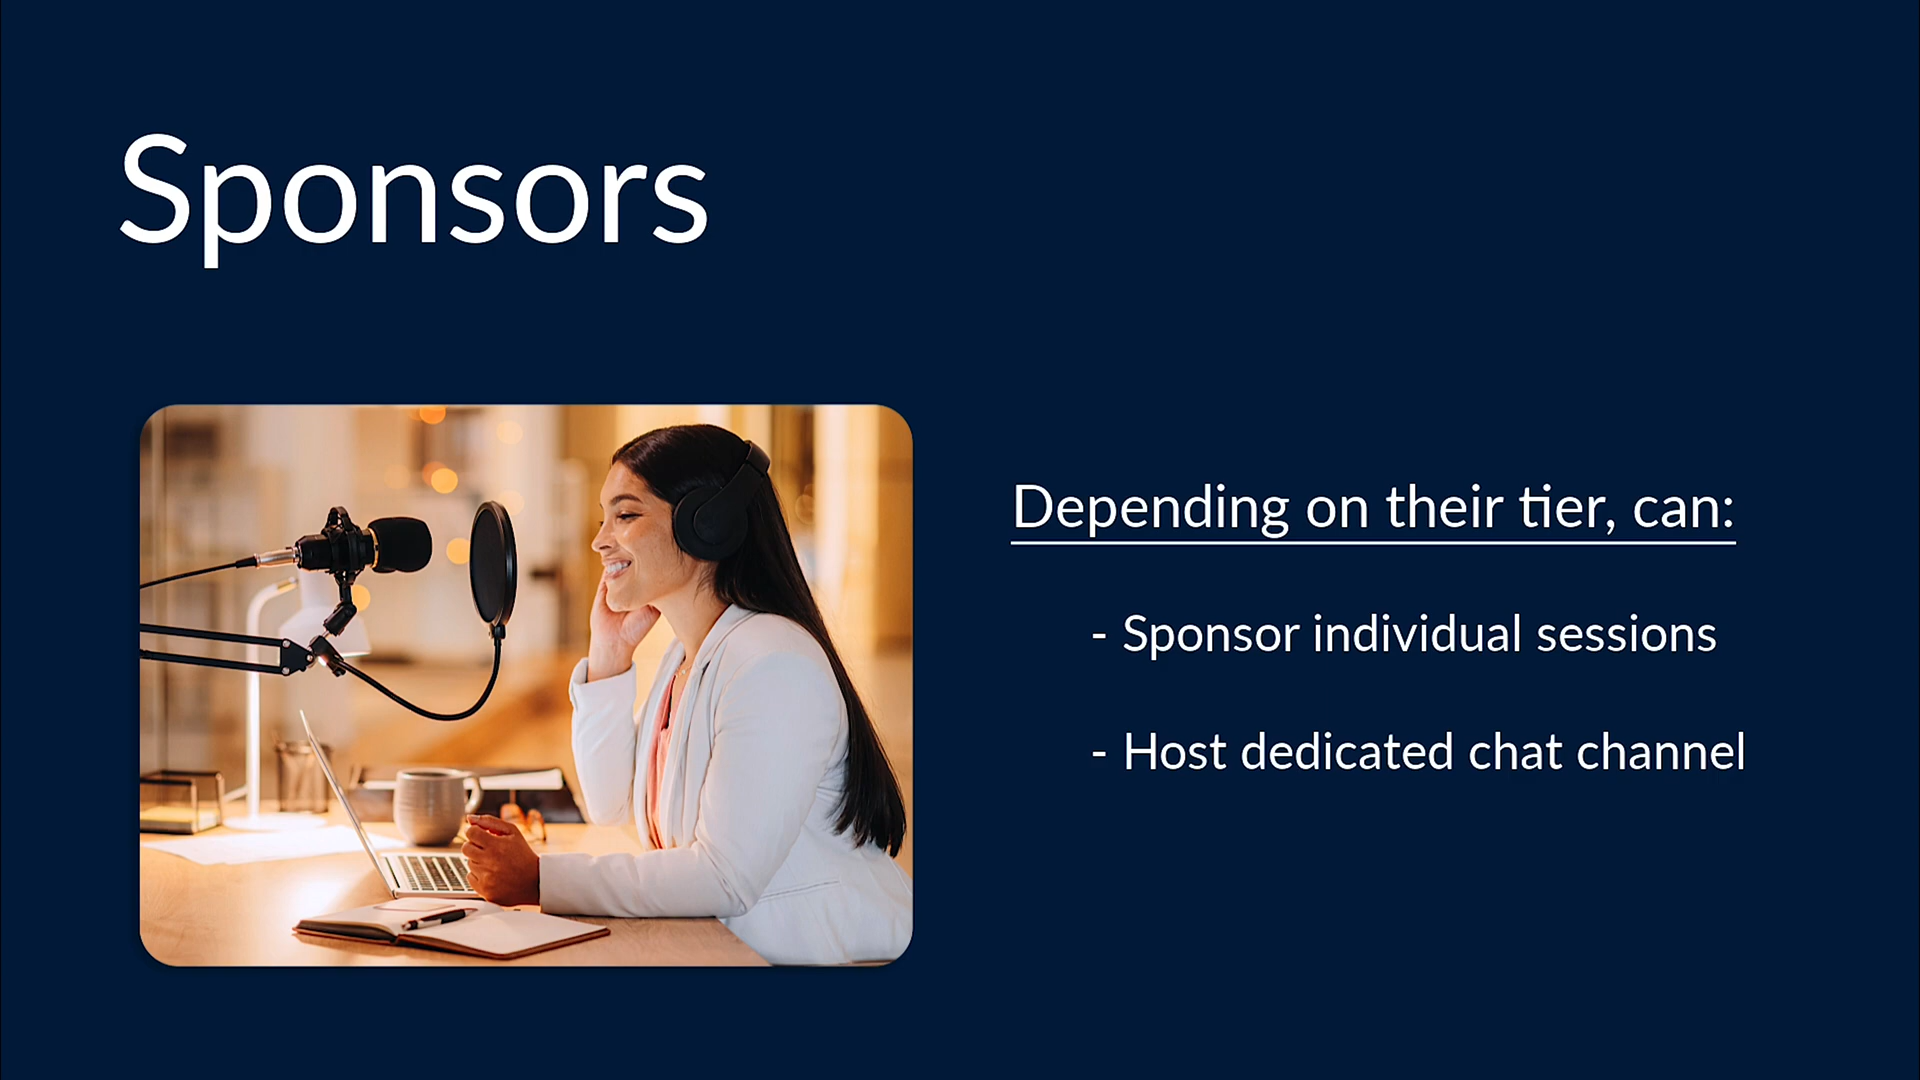 Sponsors
Depending on their tier, can:
- Sponsor individual sessions
- Host dedicated chat channel